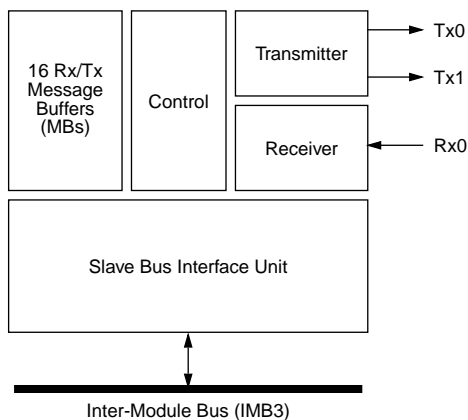 16 Rx/Tx
Message
Buffers
(MBs)
Control
Transmitter
Tx0
Tx1
Receiver
Rx0
Slave Bus Interface Unit
Inter-Module Bus (IMB3)